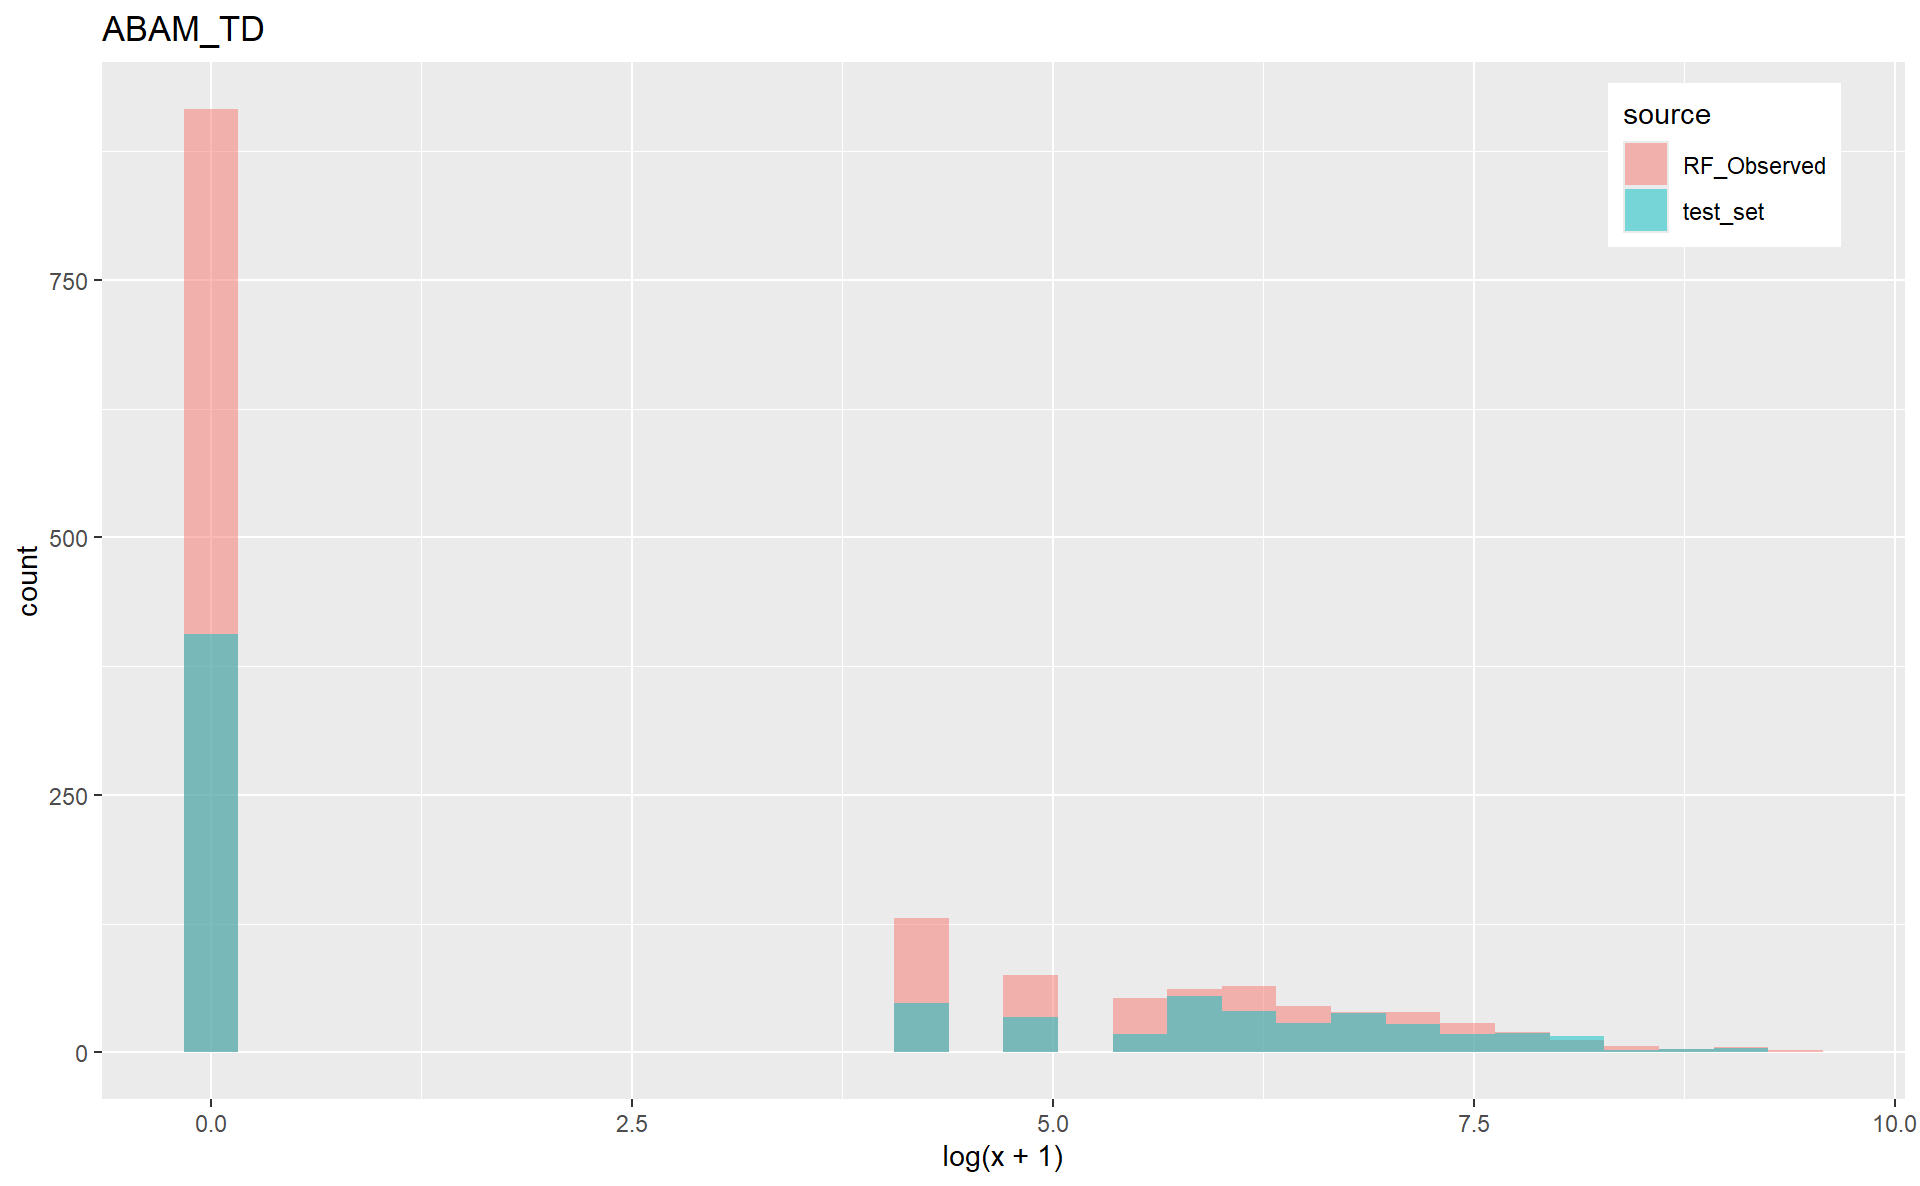 ABAM_TD
source
RF_Observed
test_set
750
500
250
0
count
0.0
2.5
5.0
7.5
10.0
log(x + 1)